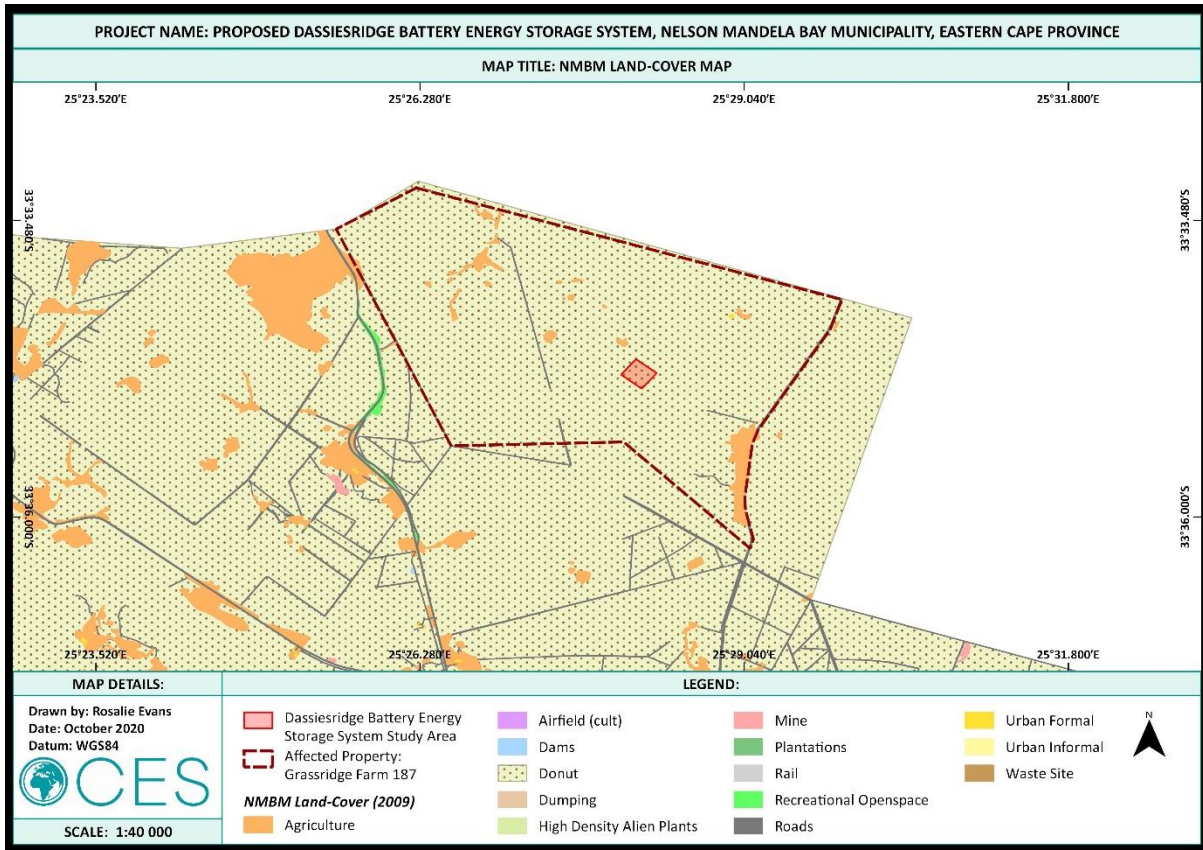 PROJECT NAME: PROPOSED DASSIESRIDGE BATTERY ENERGY STORAGE SYSTEM, NELSON MANDELA BAY MUNICIPALITY, EASTERN CAPE PROVINCE
MAP TITLE: NMBM LAND-COVER MAP
25°23.520'E
25°26.280'E
25°29.040'E
25°31.800'E
33°33.480'S
33°33.480'S
33°36.000'S
33°36.000'S
25°23.520'E
25°26.280'E
25°29.040'E
25°31.800'E
MAP DETAILS:
Drawn by: Rosalie Evans
Date: October 2020
Datum: WGS84
CES
SCALE: 1:40 000
LEGEND:
Dassiesridge Battery Energy
Storage System Study Area
Affected Property:
Grassridge Farm 187
NMBM Land-Cover (2009)
Agriculture
Airfield (cult)
Dams
Donut
Dumping
High Density Alien Plants
Mine
Plantations
Rail
Recreational Openspace
Roads
Urban Formal
Urban Informal
Waste Site
N